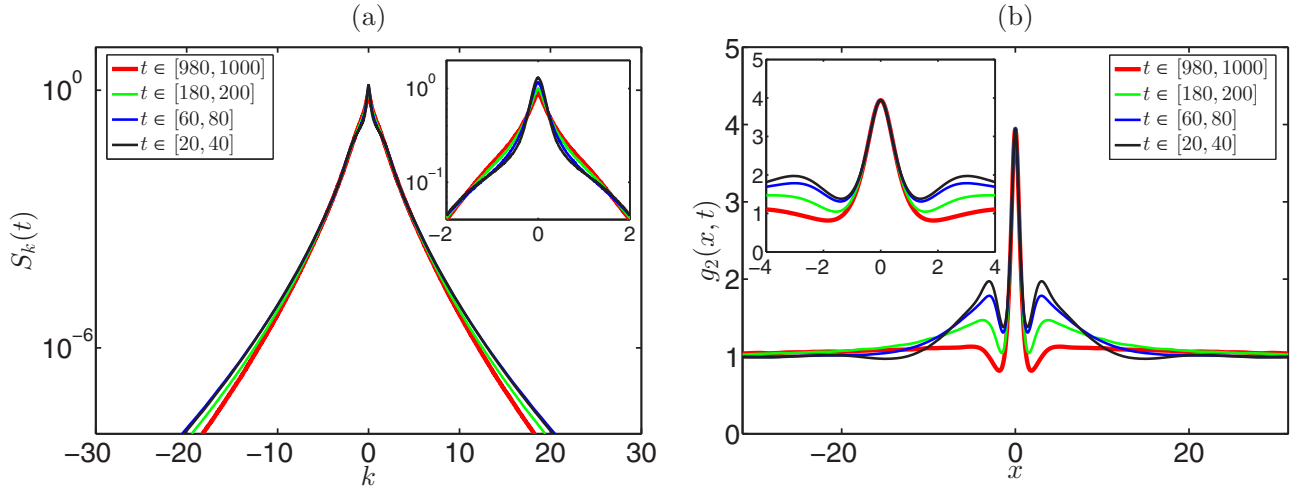 (a)
S_k(t)
10^0
10^{-6}
t ∈ [980, 1000]
t ∈ [180, 200]
t ∈ [60, 80]
t ∈ [20, 40]
10^0
10^{-1}
−2 0 2
−30 −20 −10 0 10 20 30
k
(b)
g_2(x, t)
5
4
3
2
1
0
5
4
3
2
1
0
−4 −2 0 2 4
t ∈ [980, 1000]
t ∈ [180, 200]
t ∈ [60, 80]
t ∈ [20, 40]
−20 0 20
x